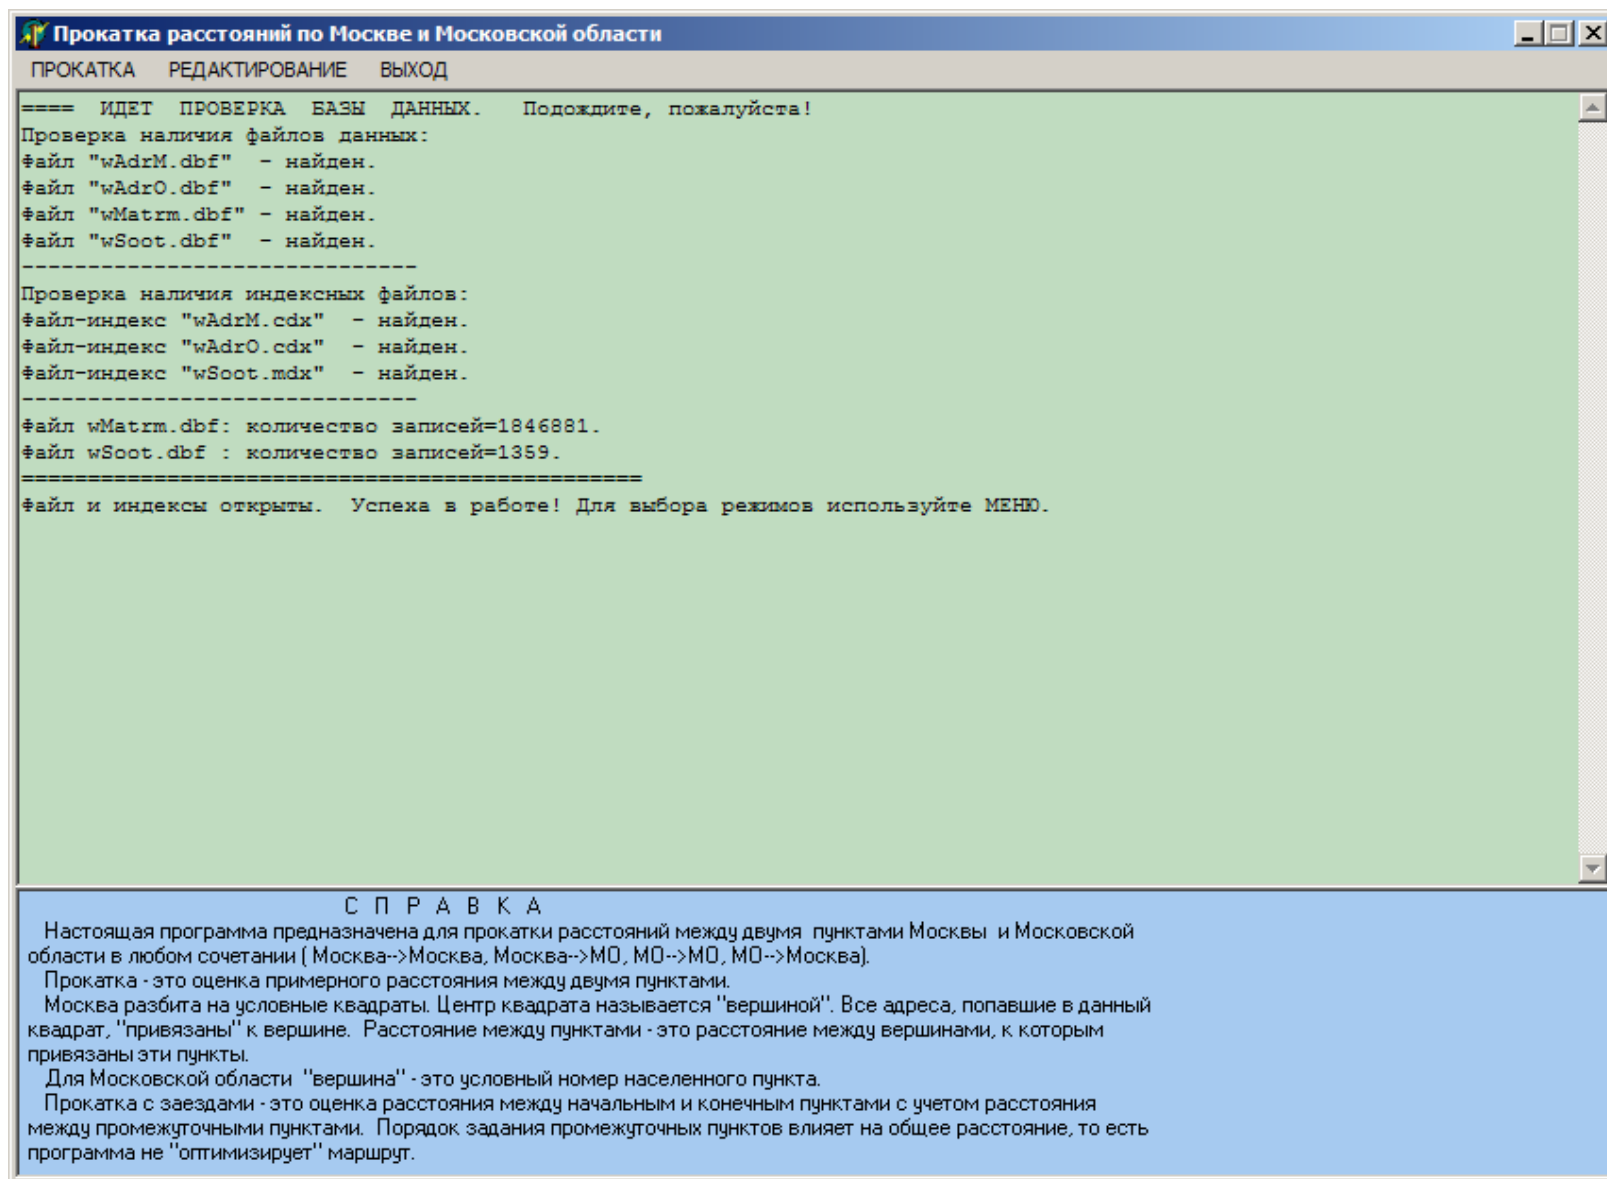 Прокатка расстояний по Москве и Московской области
ПРОКАТКА РЕДАКТИРОВАНИЕ ВЫХОД
==== ИДЕТ ПРОВЕРКА БАЗЫ ДАННЫХ. Подождите, пожалуйста!
Проверка наличия файлов данных:
Файл "wAdrM.dbf" - найден.
Файл "wAdrO.dbf" - найден.
Файл "wMatrm.dbf" - найден.
Файл "wSoot.dbf" - найден.
------------------------------
Проверка наличия индексных файлов:
Файл-индекс "wAdrM.cdx" - найден.
Файл-индекс "wAdrO.cdx" - найден.
Файл-индекс "wSoot.mdx" - найден.
------------------------------
Файл wMatrm.dbf: количество записей=1846881.
Файл wSoot.dbf : количество записей=1359.
===============================================
Файл и индексы открыты. Успеха в работе! Для выбора режимов используйте МЕНЮ.
С П Р А В К А
Настоящая программа предназначена для прокатки расстояний между двумя пунктами Москвы и Московской
области в любом сочетании ( Москва-->Москва, Москва-->МО, МО-->МО, МО-->Москва).
Прокатка - это оценка примерного расстояния между двумя пунктами.
Москва разбита на условные квадраты. Центр квадрата называется "вершиной". Все адреса, попавшие в данный
квадрат, "привязаны" к вершине. Расстояние между пунктами - это расстояние между вершинами, к которым
привязаны эти пункты.
Для Московской области "вершина" - это условный номер населенного пункта.
Прокатка с заездами - это оценка расстояния между начальным и конечным пунктами с учетом расстояния
между промежуточными пунктами. Порядок задания промежуточных пунктов влияет на общее расстояние, то есть
программа не "оптимизирует" маршрут.